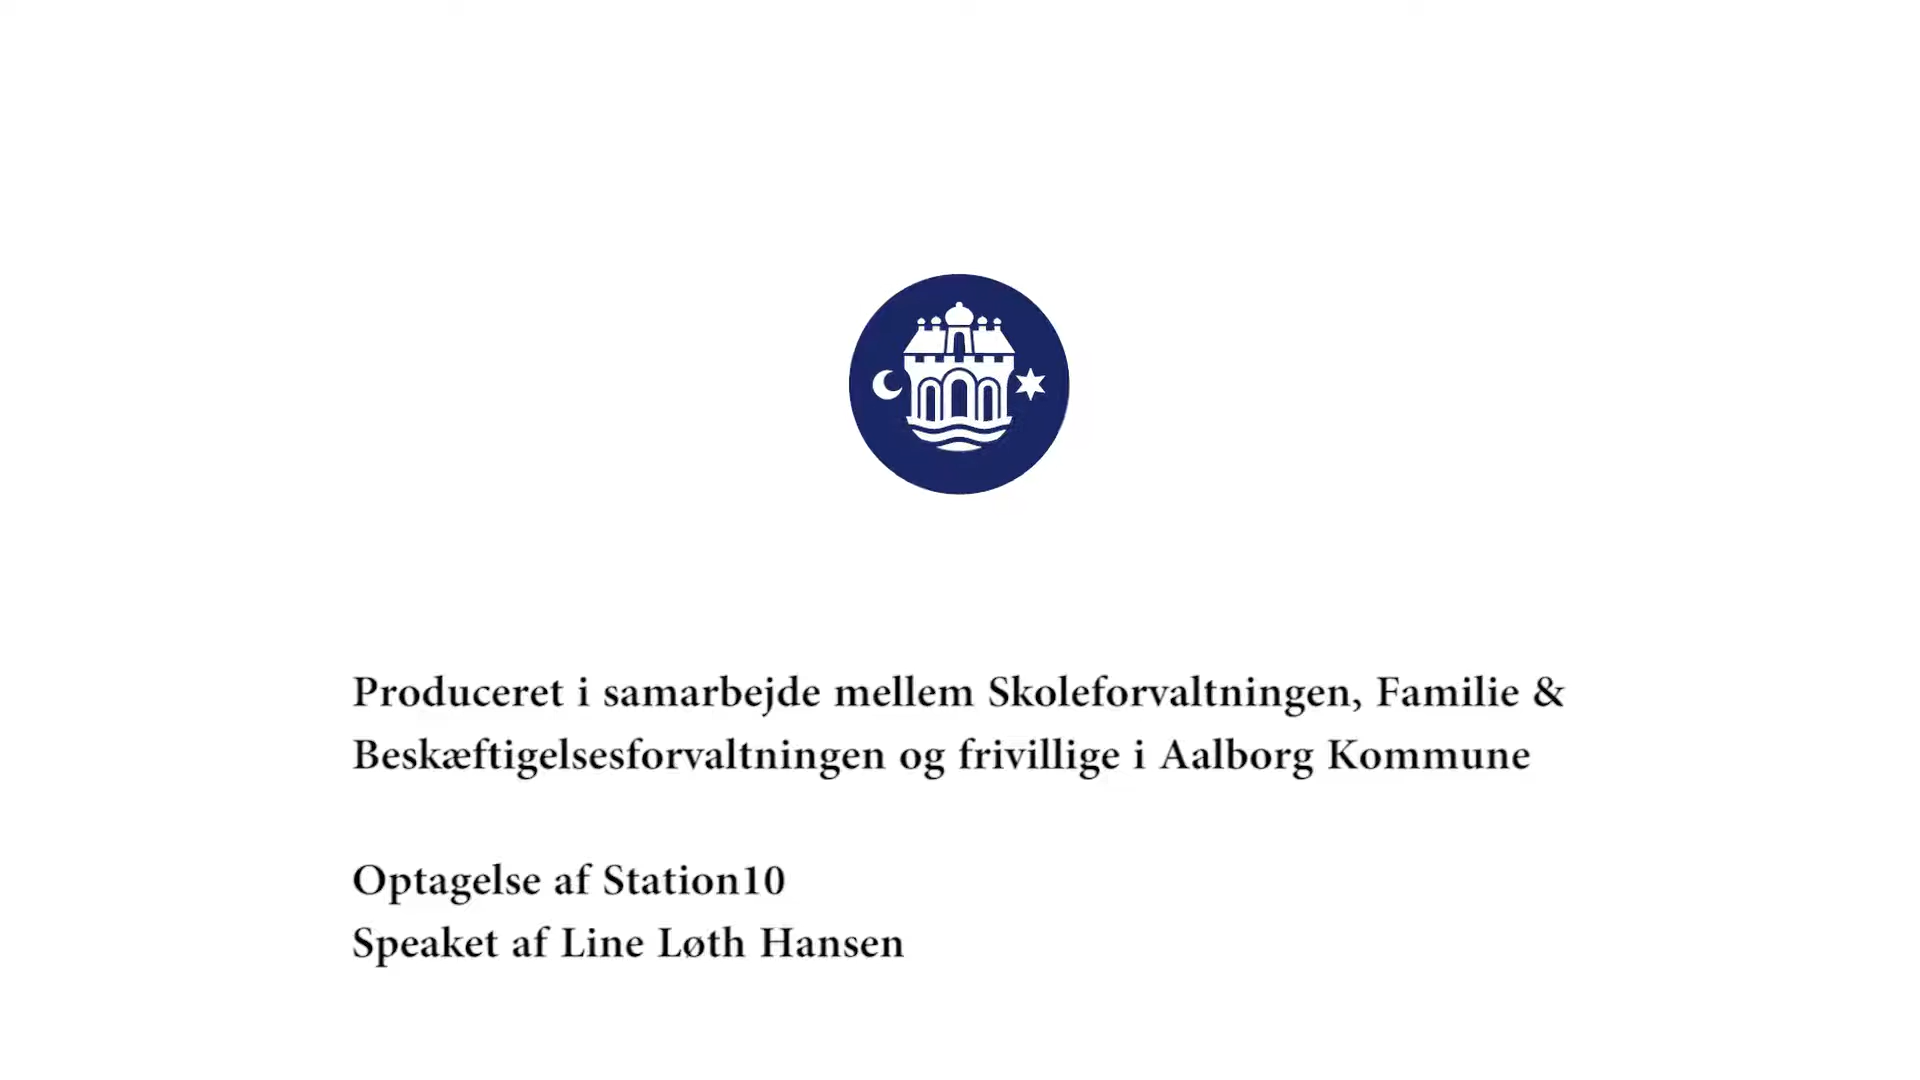 Produceret i samarbejde mellem Skoleforvaltningen, Familie &
Beskæftigelsesforvaltningen og frivillige i Aalborg Kommune
Optagelse af Station10
Speaket af Line Løth Hansen